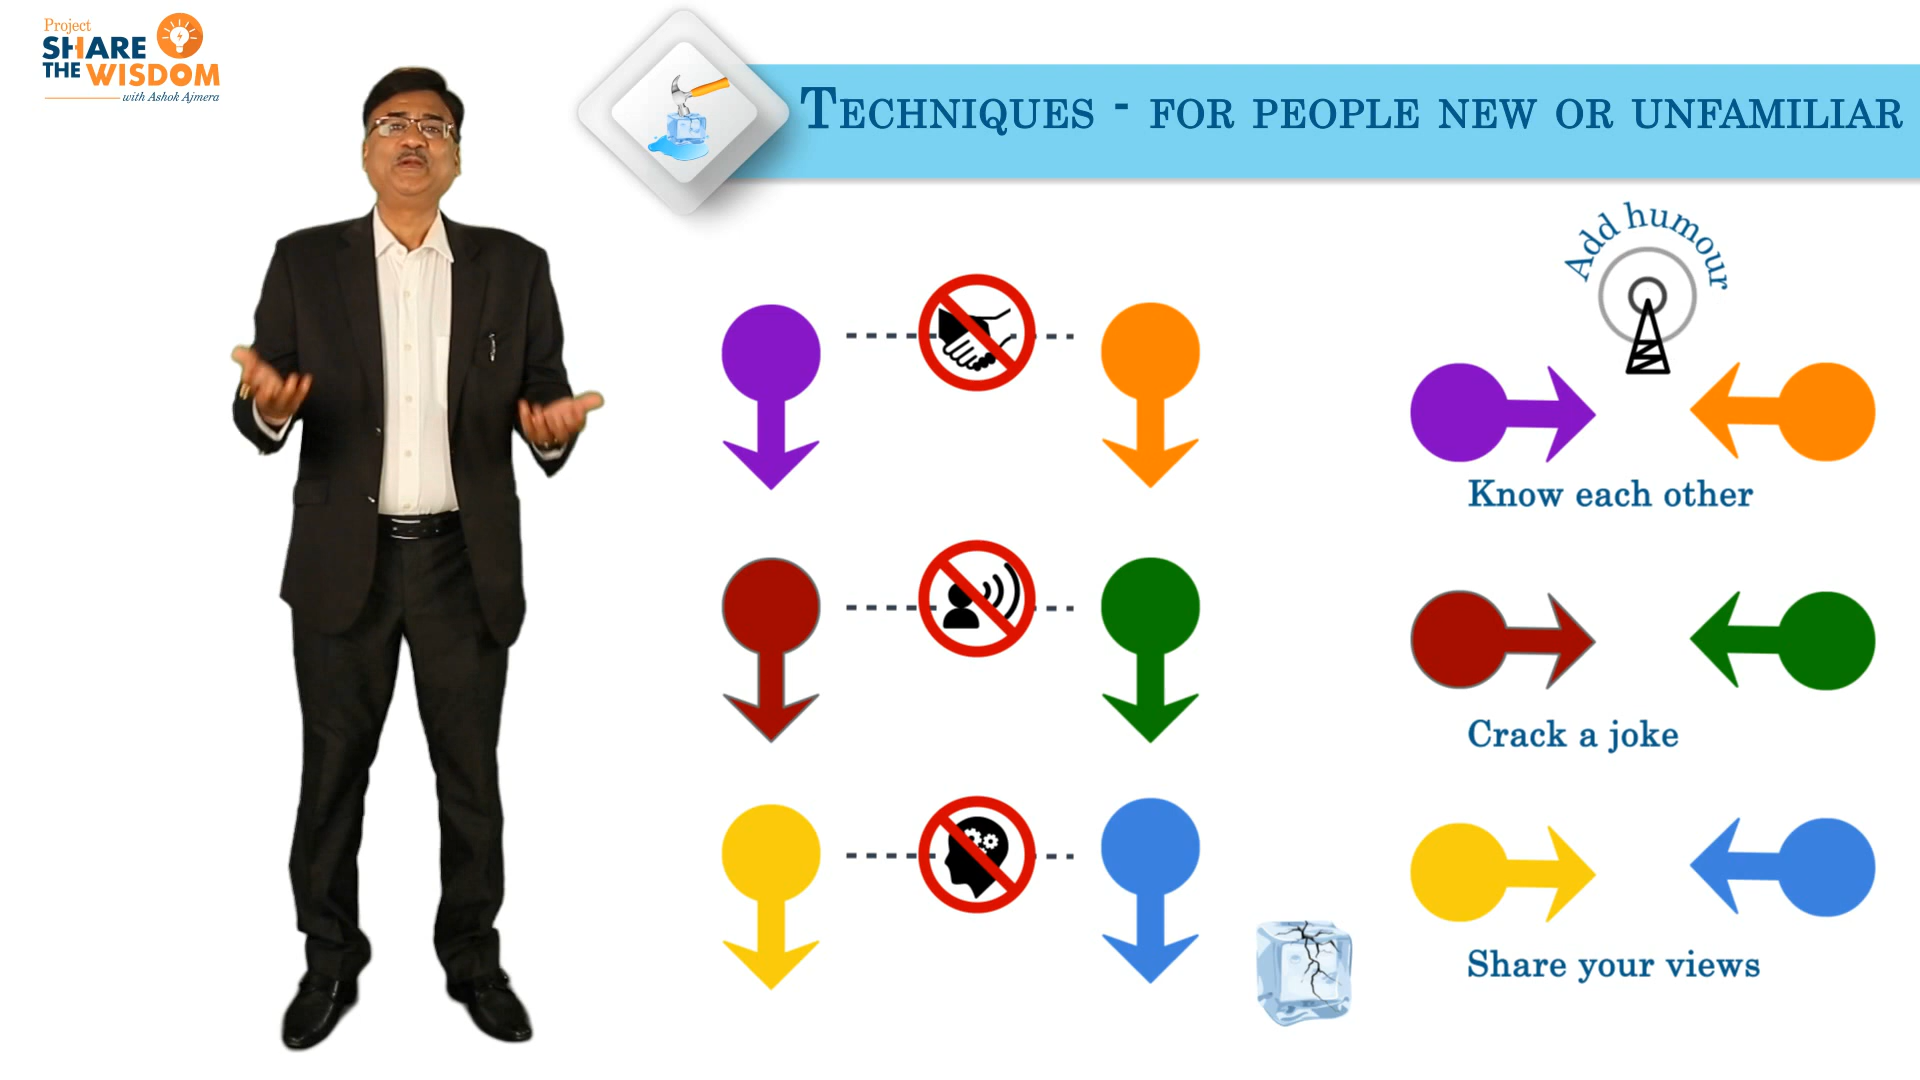 Project
SHARE
THE WISDOM
with Ashok Ajmera
Techniques - for people new or unfamiliar
Add humour
Know each other
Crack a joke
Share your views